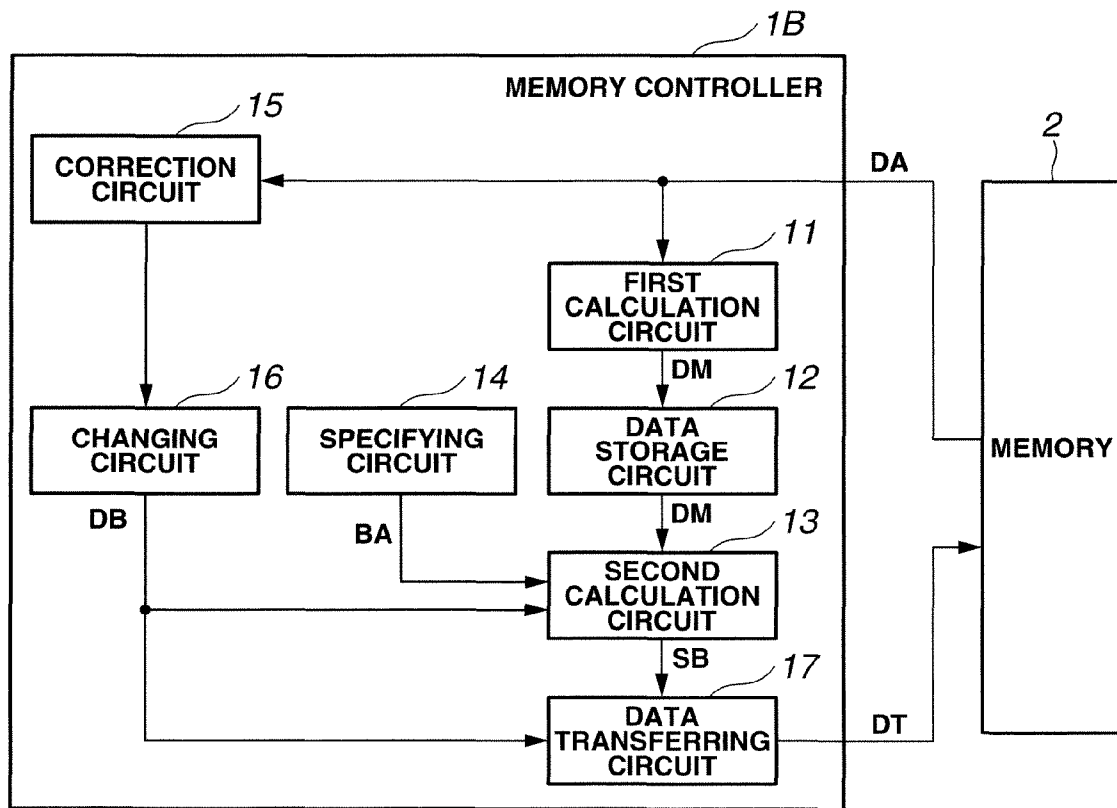 1B
MEMORY CONTROLLER
15
CORRECTION
CIRCUIT
DA
2
11
FIRST
CALCULATION
CIRCUIT
DM
16
CHANGING
CIRCUIT
14
SPECIFYING
CIRCUIT
12
DATA
STORAGE
CIRCUIT
MEMORY
DB
BA
DM
13
SECOND
CALCULATION
CIRCUIT
SB
17
DATA
TRANSFERRING
CIRCUIT
DT